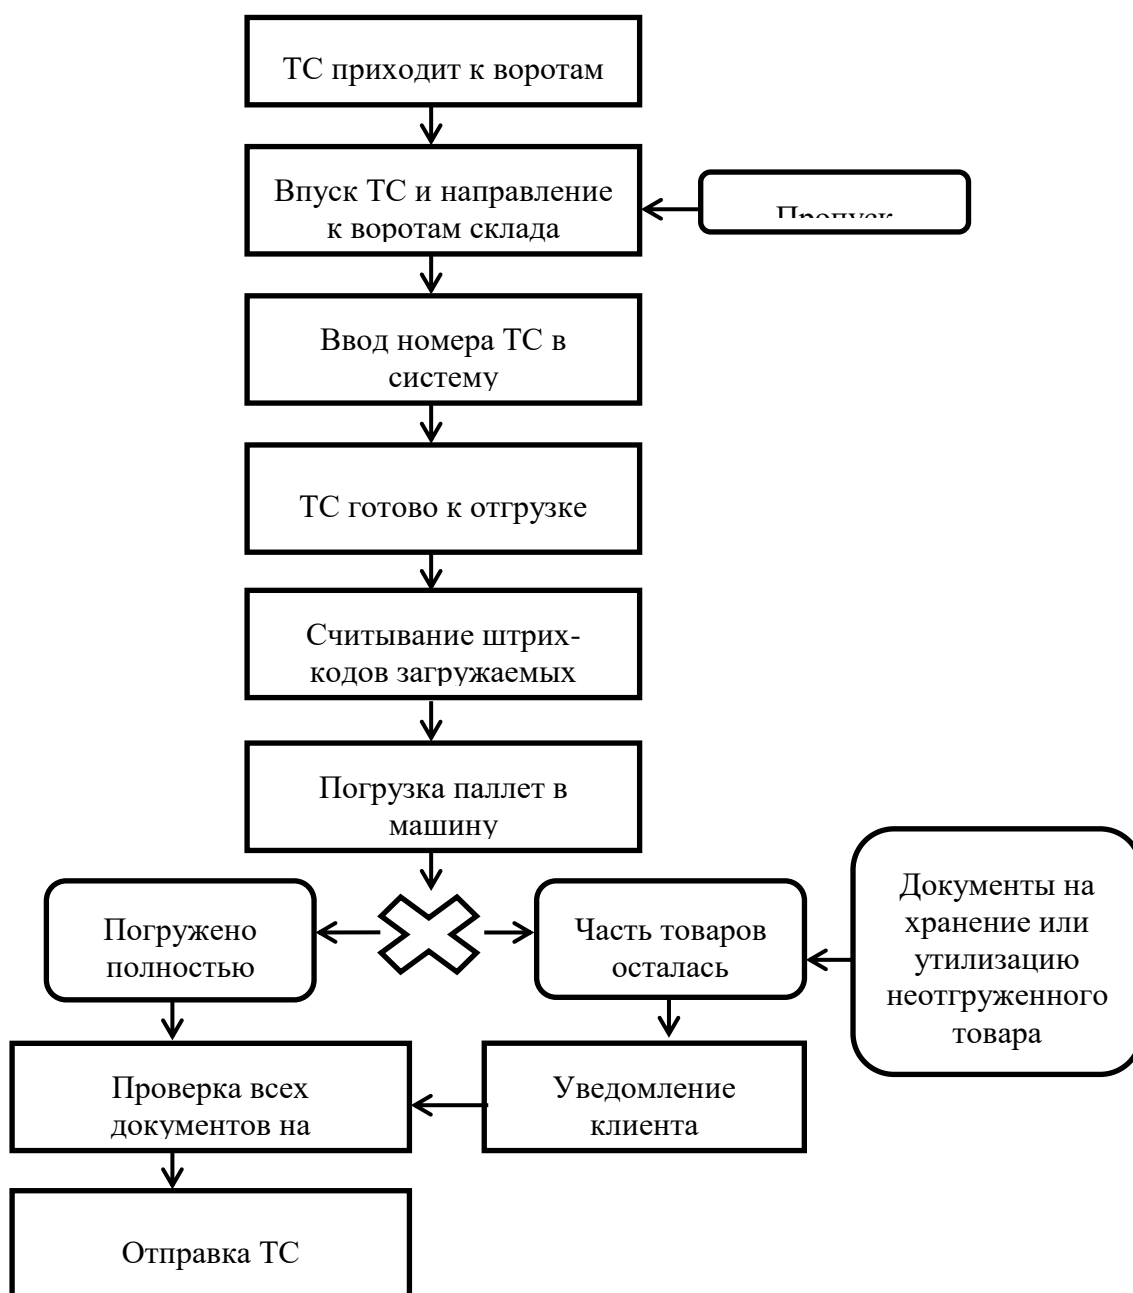 ТС приходит к воротам
Впуск ТС и направление
к воротам склада
Пропуск
Ввод номера ТС в
систему
ТС готово к отгрузке
Считывание штрих-
кодов загружаемых
Погрузка паллет в
машину
Погружено
полностью
Часть товаров
осталась
Документы на
хранение или
утилизацию
неотгруженного
товара
Проверка всех
документов на
Уведомление
клиента
Отправка ТС